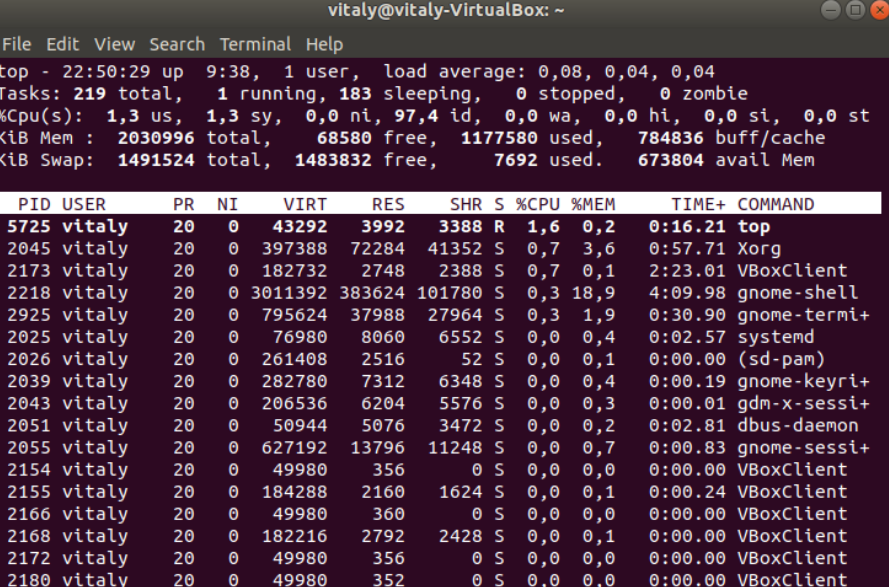 vitaly@vitaly-VirtualBox: ~
File Edit View Search Terminal Help
top - 22:50:29 up  9:38,  1 user,  load average: 0,08, 0,04, 0,04
Tasks: 219 total,   1 running, 183 sleeping,   0 stopped,   0 zombie
%Cpu(s):  1,3 us,  1,3 sy,  0,0 ni, 97,4 id,  0,0 wa,  0,0 hi,  0,0 si,  0,0 st
KiB Mem :  2030996 total,    68580 free,  1177580 used,   784836 buff/cache
KiB Swap:  1491524 total,  1483832 free,     7692 used.   673804 avail Mem
PID USER PR NI VIRT RES SHR S %CPU %MEM TIME+ COMMAND
5725 vitaly 20 0 43292 3992 3388 R 1,6 0,2 0:16.21 top
2045 vitaly 20 0 397388 72284 41352 S 0,7 3,6 0:57.71 Xorg
2173 vitaly 20 0 182732 2748 2388 S 0,7 0,1 2:23.01 VBoxClient
2218 vitaly 20 0 3011392 383624 101780 S 0,3 18,9 4:09.98 gnome-shell
2925 vitaly 20 0 795624 37988 27964 S 0,3 1,9 0:30.90 gnome-termi+
2025 vitaly 20 0 76980 8060 6552 S 0,0 0,4 0:02.57 systemd
2026 vitaly 20 0 261408 2516 52 S 0,0 0,1 0:00.00 (sd-pam)
2039 vitaly 20 0 282780 7312 6348 S 0,0 0,4 0:00.19 gnome-keyri+
2043 vitaly 20 0 206536 6204 5576 S 0,0 0,3 0:00.01 gdm-x-sessi+
2051 vitaly 20 0 50944 5076 3472 S 0,0 0,2 0:02.81 dbus-daemon
2055 vitaly 20 0 627192 13796 11248 S 0,0 0,7 0:00.83 gnome-sessi+
2154 vitaly 20 0 49980 356 0 S 0,0 0,0 0:00.00 VBoxClient
2155 vitaly 20 0 184288 2160 1624 S 0,0 0,1 0:00.24 VBoxClient
2166 vitaly 20 0 49980 360 0 S 0,0 0,0 0:00.00 VBoxClient
2168 vitaly 20 0 182216 2792 2428 S 0,0 0,1 0:00.00 VBoxClient
2172 vitaly 20 0 49980 356 0 S 0,0 0,0 0:00.00 VBoxClient
2180 vitaly 20 0 49980 352 0 S 0,0 0,0 0:00.00 VBoxClient